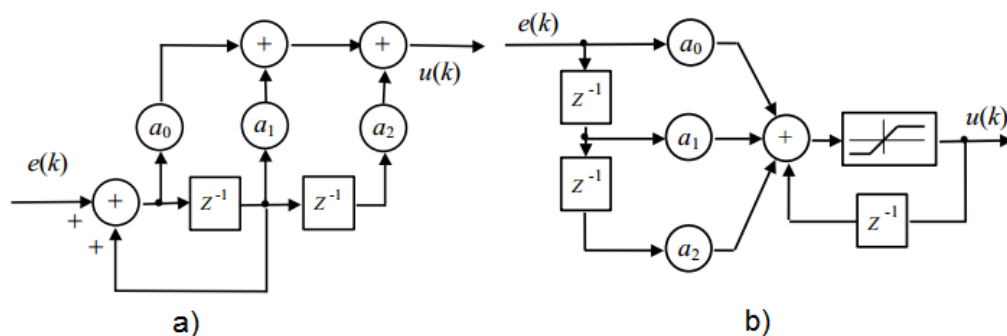 e(k)
+
+
+
a₀
Z⁻¹
a₁
Z⁻¹
a₂
+
+
u(k)
a)
e(k)
a₀
Z⁻¹
a₁
Z⁻¹
a₂
+
Z⁻¹
u(k)
b)